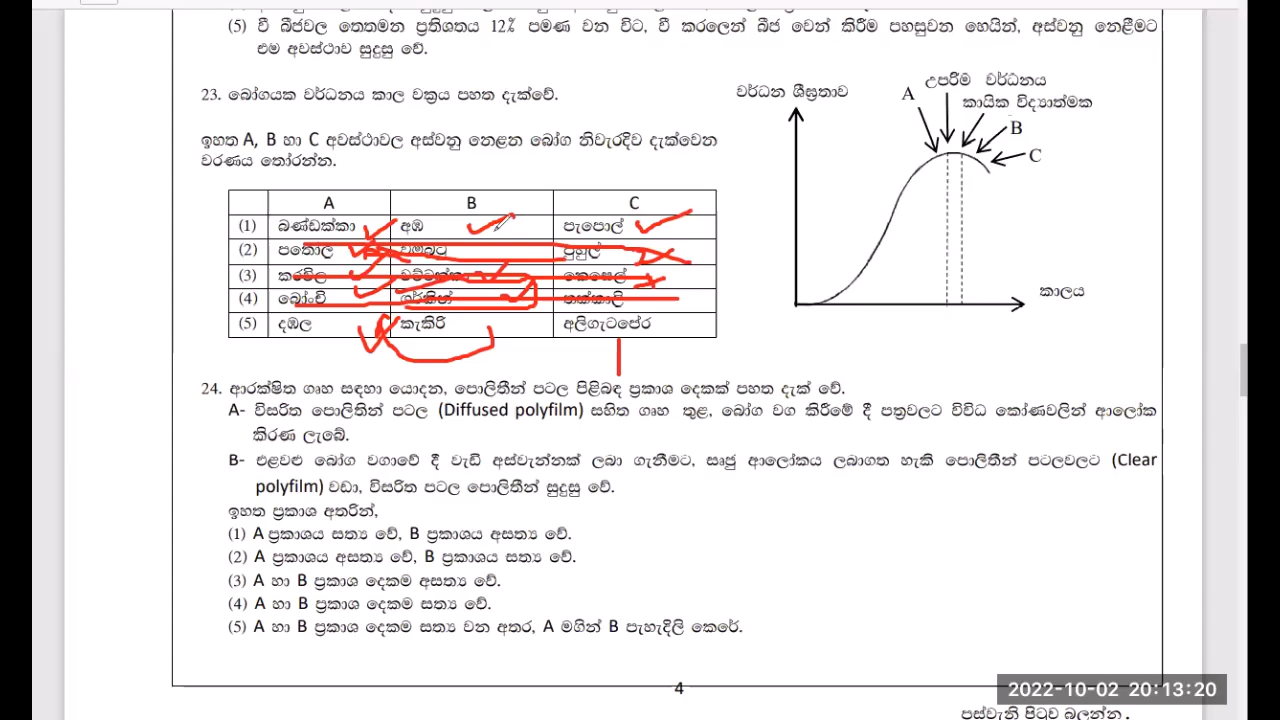 (5) වී බීජවල තෙතමන ප්‍රතිශතය 12% පමණ වන විට, වී කරලෙන් බීජ වෙන් කිරීම පහසුවන හෙයින්, අස්වනු නෙළීමට
එම අවස්ථාව සුදුසු වේ.
23. බෝගයක වර්ධනය කාල වක්‍රය පහත දැක්වේ.
ඉහත A, B හා C අවස්ථාවල අස්වනු නෙළන බෝග නිවැරදිව දැක්වෙන
වරණය තෝරන්න.
A B C
(1) බණ්ඩක්කා අඹ පැපොල්
(2) පතෝල වම්බටු පුහුල්
(3) කරවිල වට්ටක්කා කෙසෙල්
(4) බෝංචි ගර්කින් තක්කාලි
(5) දඹල කැකිරි අලිගැටපේර
වර්ධන ශීඝ්‍රතාව
උපරිම වර්ධනය
A
කායික විද්‍යාත්මක
B
C
කාලය
24. ආරක්ෂිත ගෘහ සඳහා යොදන, පොලිතීන් පටල පිළිබඳ ප්‍රකාශ දෙකක් පහත දැක් වේ.
A- විසරිත පොලිතින් පටල (Diffused polyfilm) සහිත ගෘහ තුළ, බෝග වගා කිරීමේ දී පත්‍රවලට විවිධ කෝණවලින් ආලෝක
කිරණ ලැබේ.
B- එළවළු බෝග වගාවේ දී වැඩි අස්වැන්නක් ලබා ගැනීමට, සෘජු ආලෝකය ලබාගත හැකි පොලිතීන් පටලවලට (Clear
polyfilm) වඩා, විසරිත පටල පොලිතීන් සුදුසු වේ.
ඉහත ප්‍රකාශ අතරින්,
(1) A ප්‍රකාශය සත්‍ය වේ, B ප්‍රකාශය අසත්‍ය වේ.
(2) A ප්‍රකාශය අසත්‍ය වේ, B ප්‍රකාශය සත්‍ය වේ.
(3) A හා B ප්‍රකාශ දෙකම අසත්‍ය වේ.
(4) A හා B ප්‍රකාශ දෙකම සත්‍ය වේ.
(5) A හා B ප්‍රකාශ දෙකම සත්‍ය වන අතර, A මගින් B පැහැදිලි කෙරේ.
4
2022-10-02 20:13:20
පස්වැනි පිටුව බලන්න.